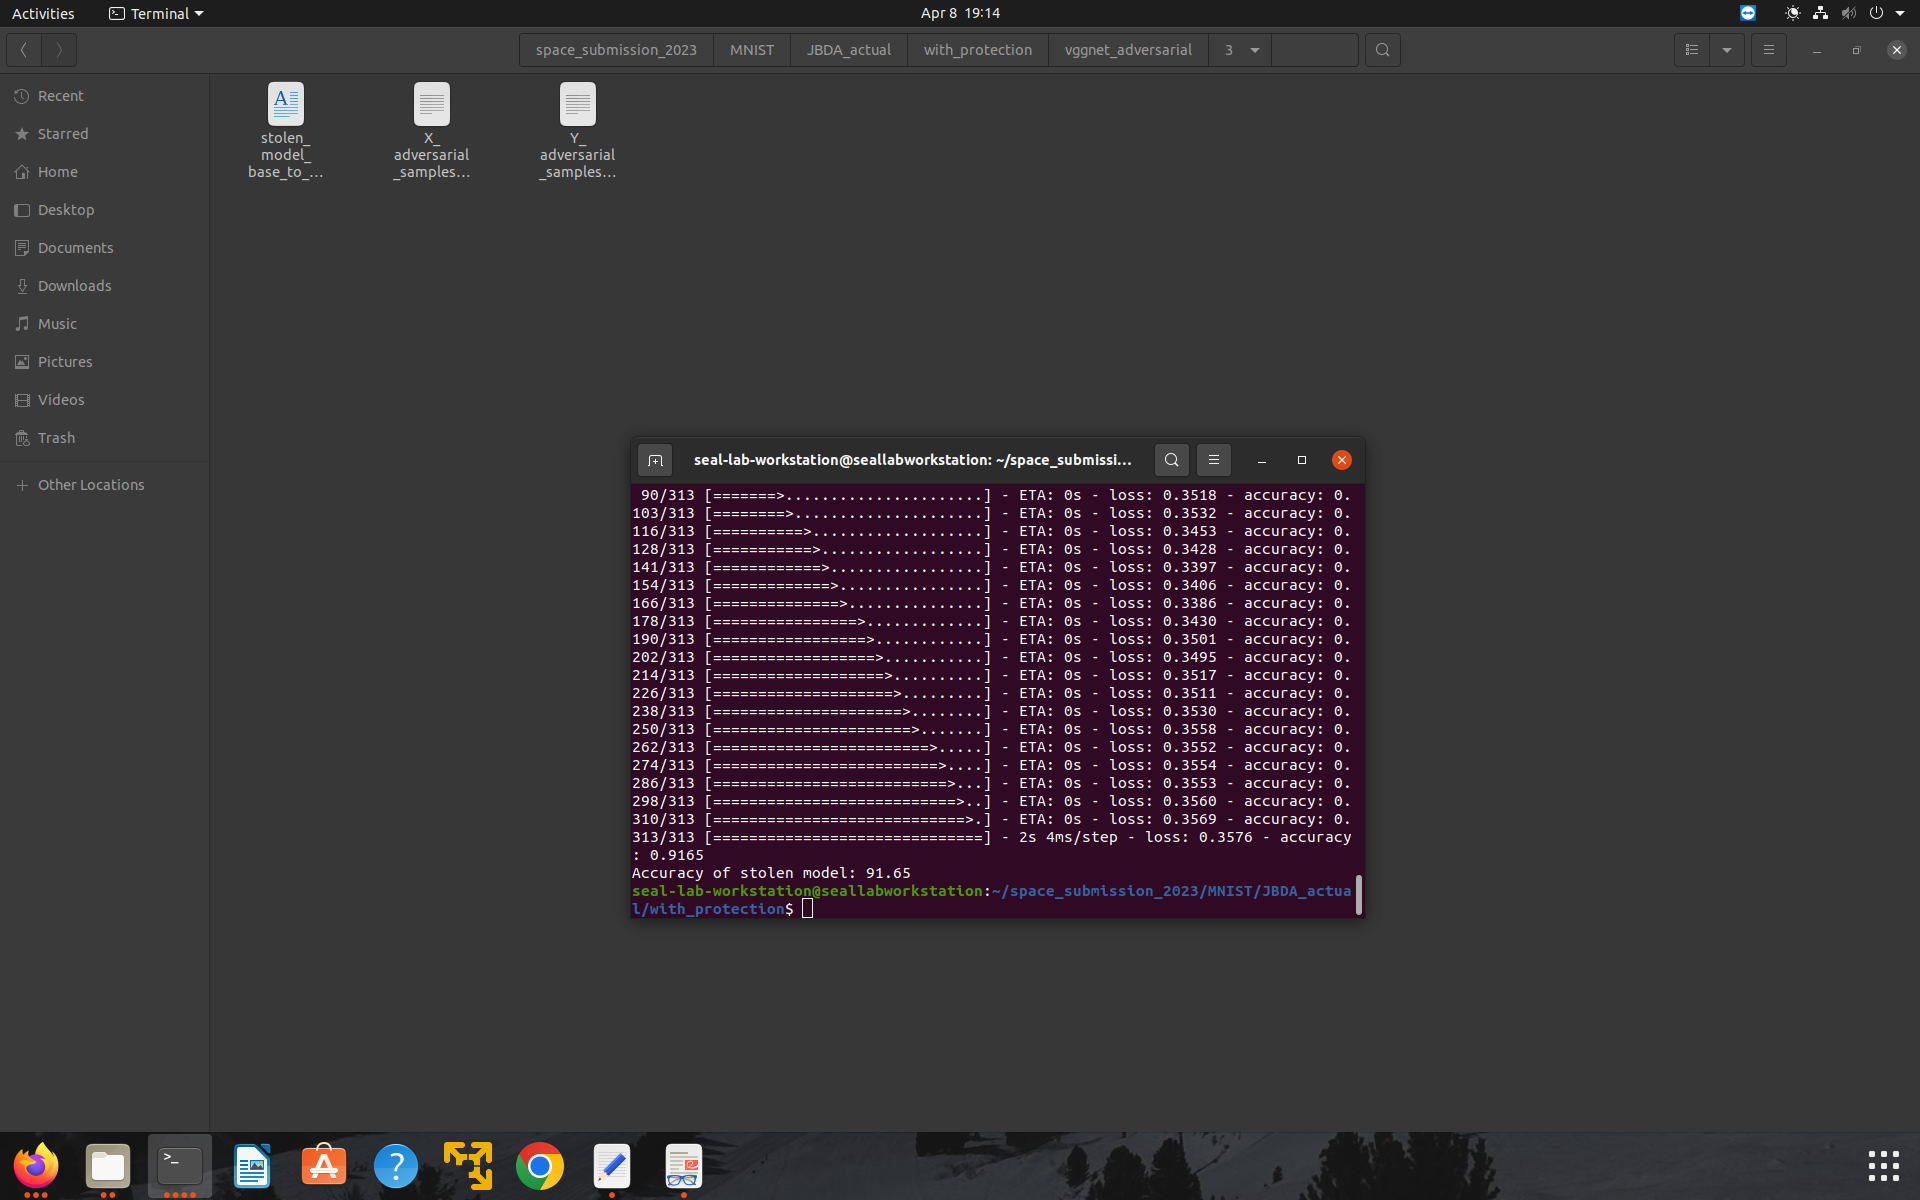 Activities
Terminal
Apr 8 19:14
space_submission_2023
MNIST
JBDA_actual
with_protection
vggnet_adversarial
3
Recent
Starred
Home
Desktop
Documents
Downloads
Music
Pictures
Videos
Trash
Other Locations
stolen_
model_
base_to_...
X_
adversarial
_samples...
Y_
adversarial
_samples...
seal-lab-workstation@seallabworkstation: ~/space_submissi...
90/313 [=======>......................] - ETA: 0s - loss: 0.3518 - accuracy: 0.
103/313 [========>.....................] - ETA: 0s - loss: 0.3532 - accuracy: 0.
116/313 [==========>...................] - ETA: 0s - loss: 0.3453 - accuracy: 0.
128/313 [===========>..................] - ETA: 0s - loss: 0.3428 - accuracy: 0.
141/313 [============>.................] - ETA: 0s - loss: 0.3397 - accuracy: 0.
154/313 [=============>................] - ETA: 0s - loss: 0.3406 - accuracy: 0.
166/313 [==============>...............] - ETA: 0s - loss: 0.3386 - accuracy: 0.
178/313 [================>.............] - ETA: 0s - loss: 0.3430 - accuracy: 0.
190/313 [=================>............] - ETA: 0s - loss: 0.3501 - accuracy: 0.
202/313 [==================>...........] - ETA: 0s - loss: 0.3495 - accuracy: 0.
214/313 [===================>..........] - ETA: 0s - loss: 0.3517 - accuracy: 0.
226/313 [====================>.........] - ETA: 0s - loss: 0.3511 - accuracy: 0.
238/313 [=====================>........] - ETA: 0s - loss: 0.3530 - accuracy: 0.
250/313 [======================>.......] - ETA: 0s - loss: 0.3558 - accuracy: 0.
262/313 [========================>.....] - ETA: 0s - loss: 0.3552 - accuracy: 0.
274/313 [=========================>....] - ETA: 0s - loss: 0.3554 - accuracy: 0.
286/313 [==========================>...] - ETA: 0s - loss: 0.3553 - accuracy: 0.
298/313 [===========================>..] - ETA: 0s - loss: 0.3560 - accuracy: 0.
310/313 [============================>.] - ETA: 0s - loss: 0.3569 - accuracy: 0.
313/313 [==============================] - 2s 4ms/step - loss: 0.3576 - accuracy
: 0.9165
Accuracy of stolen model: 91.65
seal-lab-workstation@seallabworkstation:~/space_submission_2023/MNIST/JBDA_actua
l/with_protection$